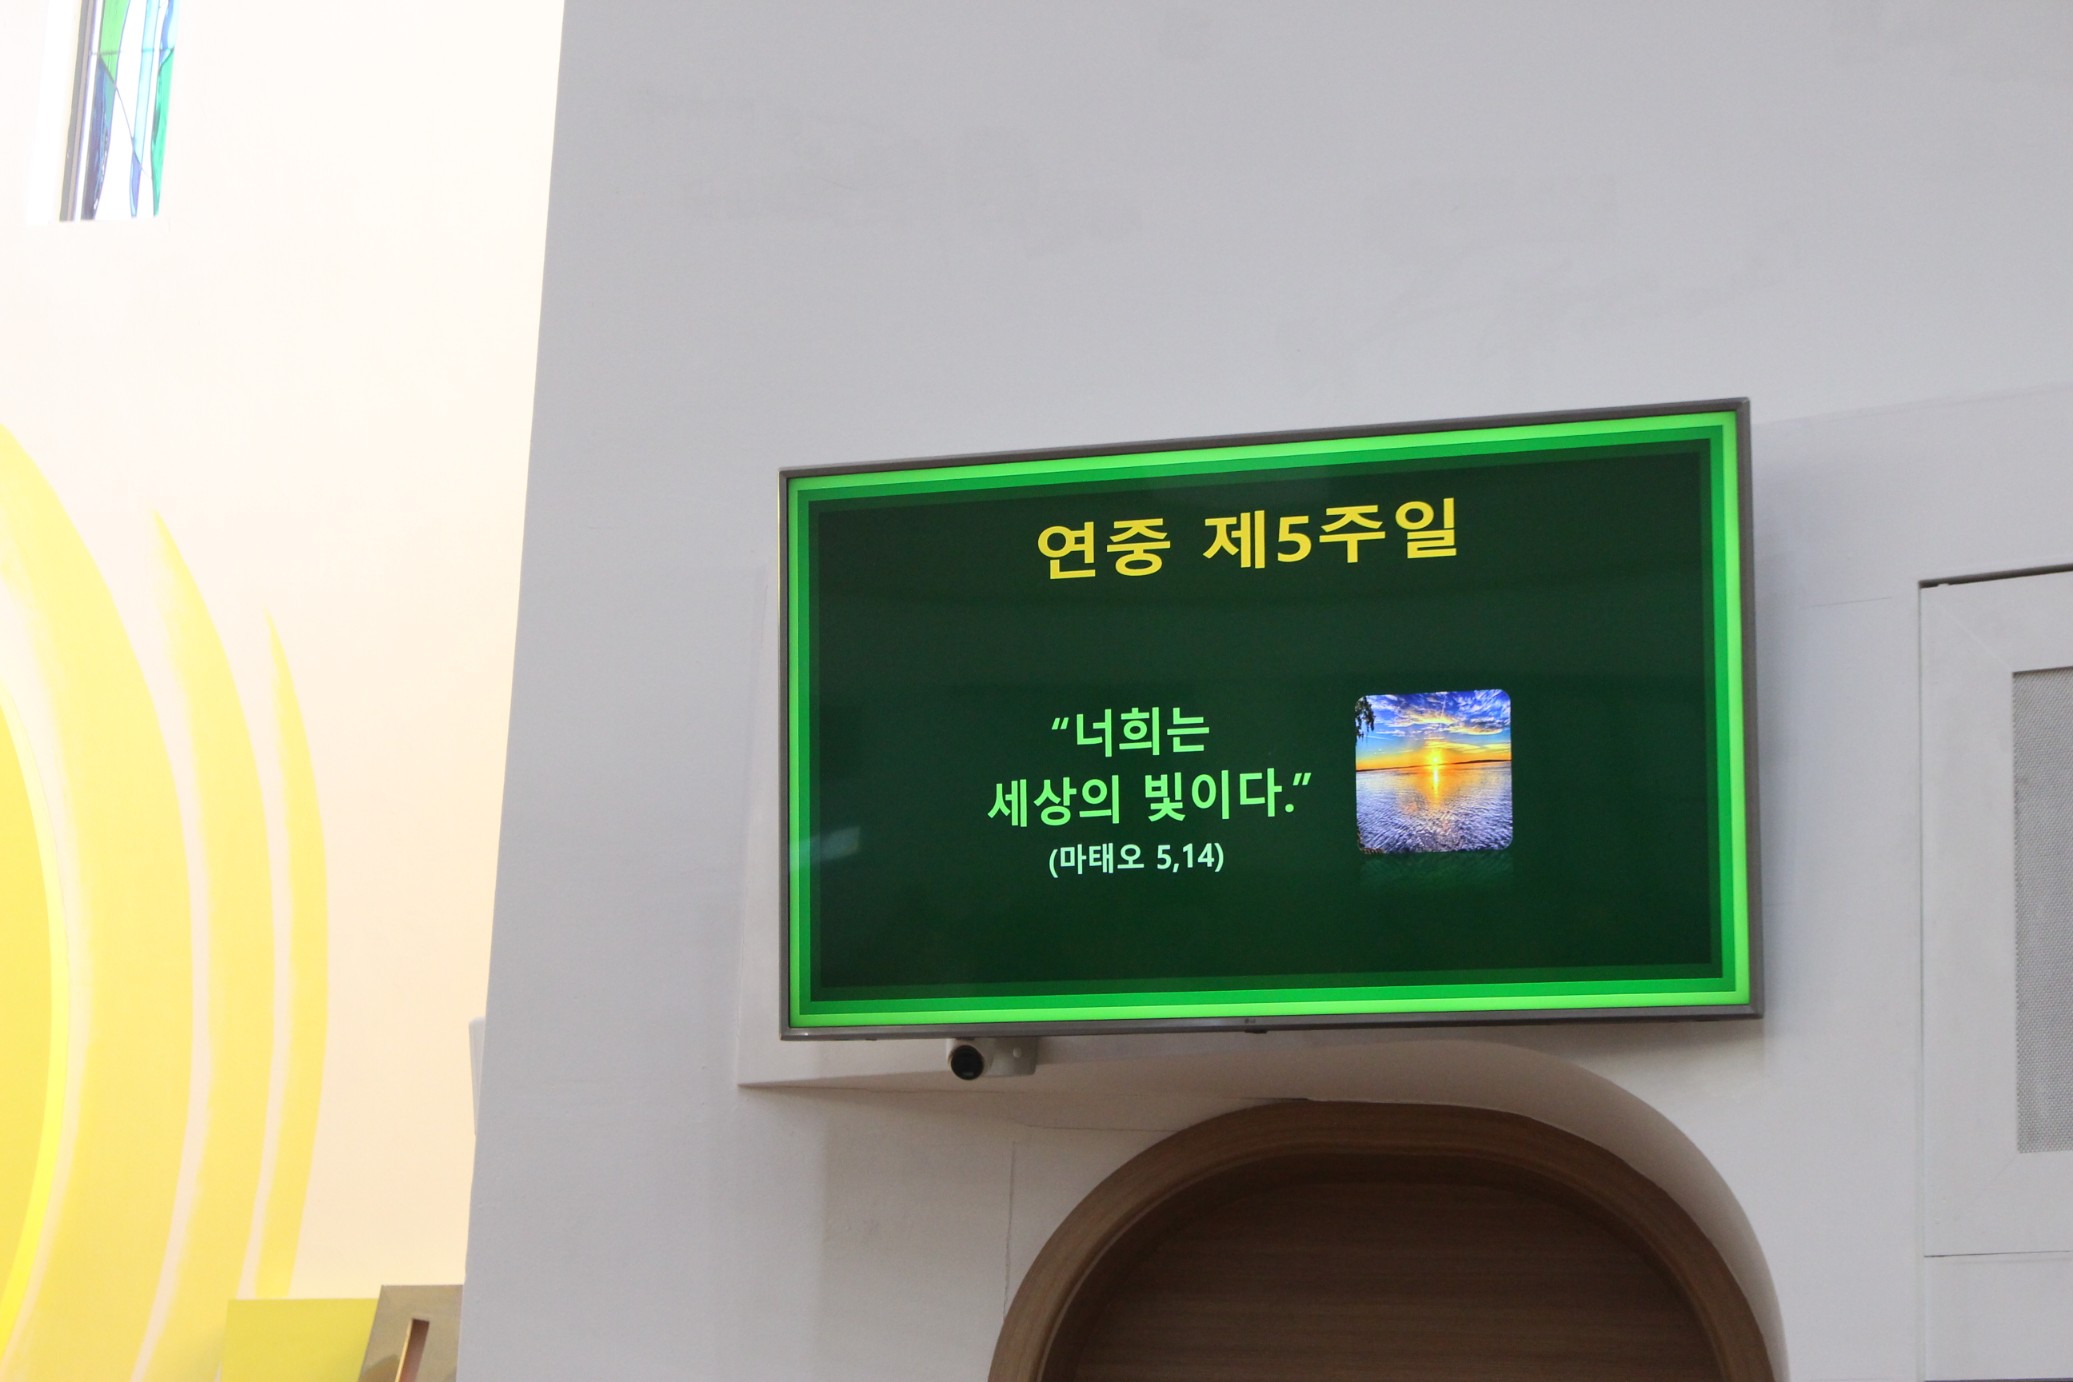 연중 제5주일
“너희는
세상의 빛이다.”
(마태오 5,14)